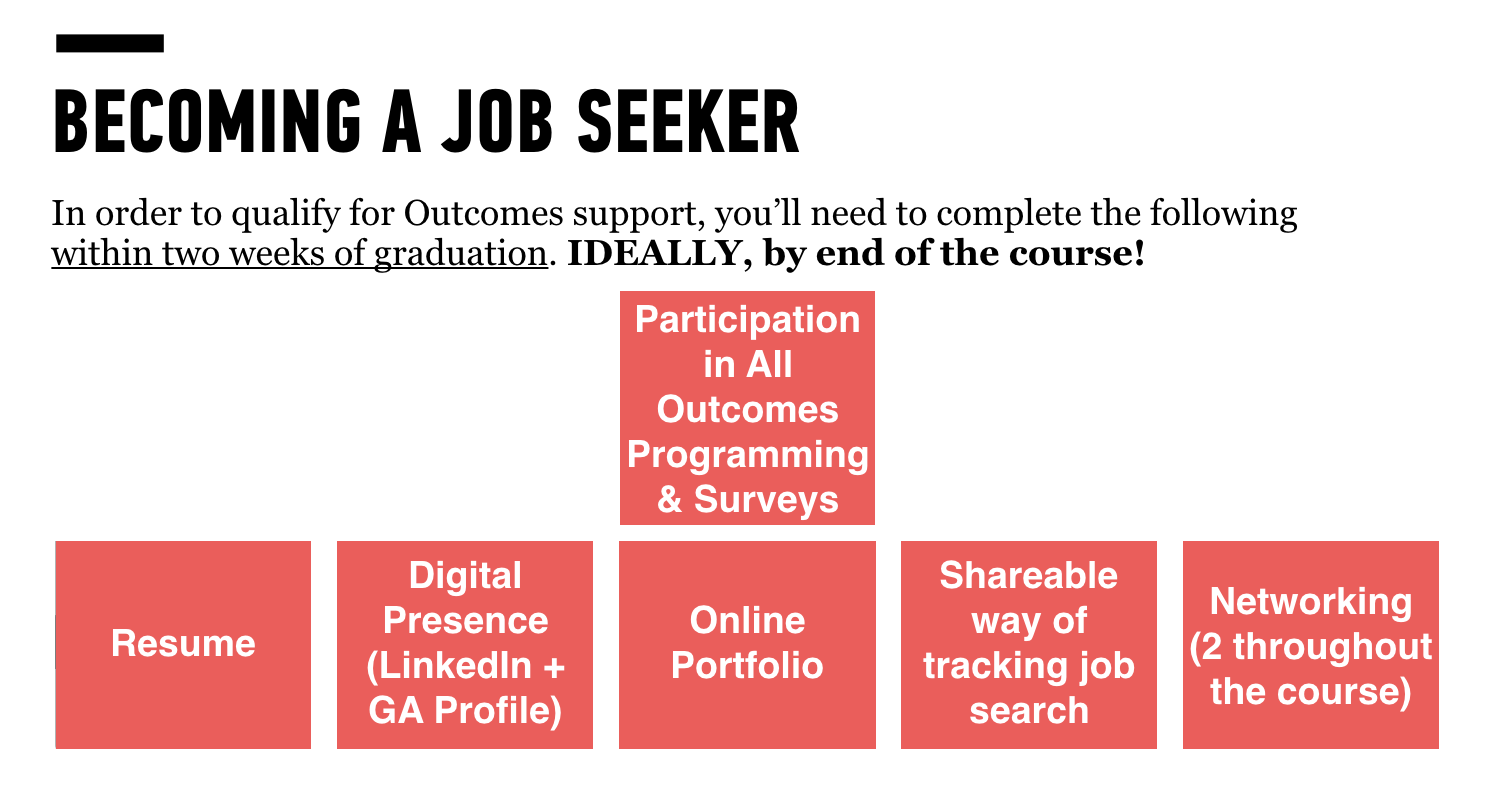 BECOMING A JOB SEEKER
In order to qualify for Outcomes support, you’ll need to complete the following
within two weeks of graduation. IDEALLY, by end of the course!
Participation
in All
Outcomes
Programming
& Surveys
Resume
Digital
Presence
(LinkedIn +
GA Profile)
Online
Portfolio
Shareable
way of
tracking job
search
Networking
(2 throughout
the course)